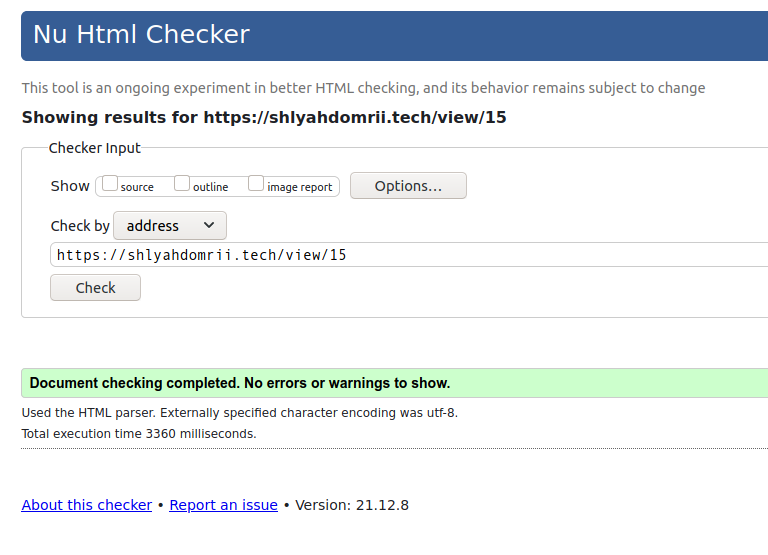 Nu Html Checker
This tool is an ongoing experiment in better HTML checking, and its behavior remains subject to change
Showing results for https://shlyahdomrii.tech/view/15
Checker Input
Show source outline image report Options...
Check by address
https://shlyahdomrii.tech/view/15
Check
Document checking completed. No errors or warnings to show.
Used the HTML parser. Externally specified character encoding was utf-8.
Total execution time 3360 milliseconds.
About this checker • Report an issue • Version: 21.12.8